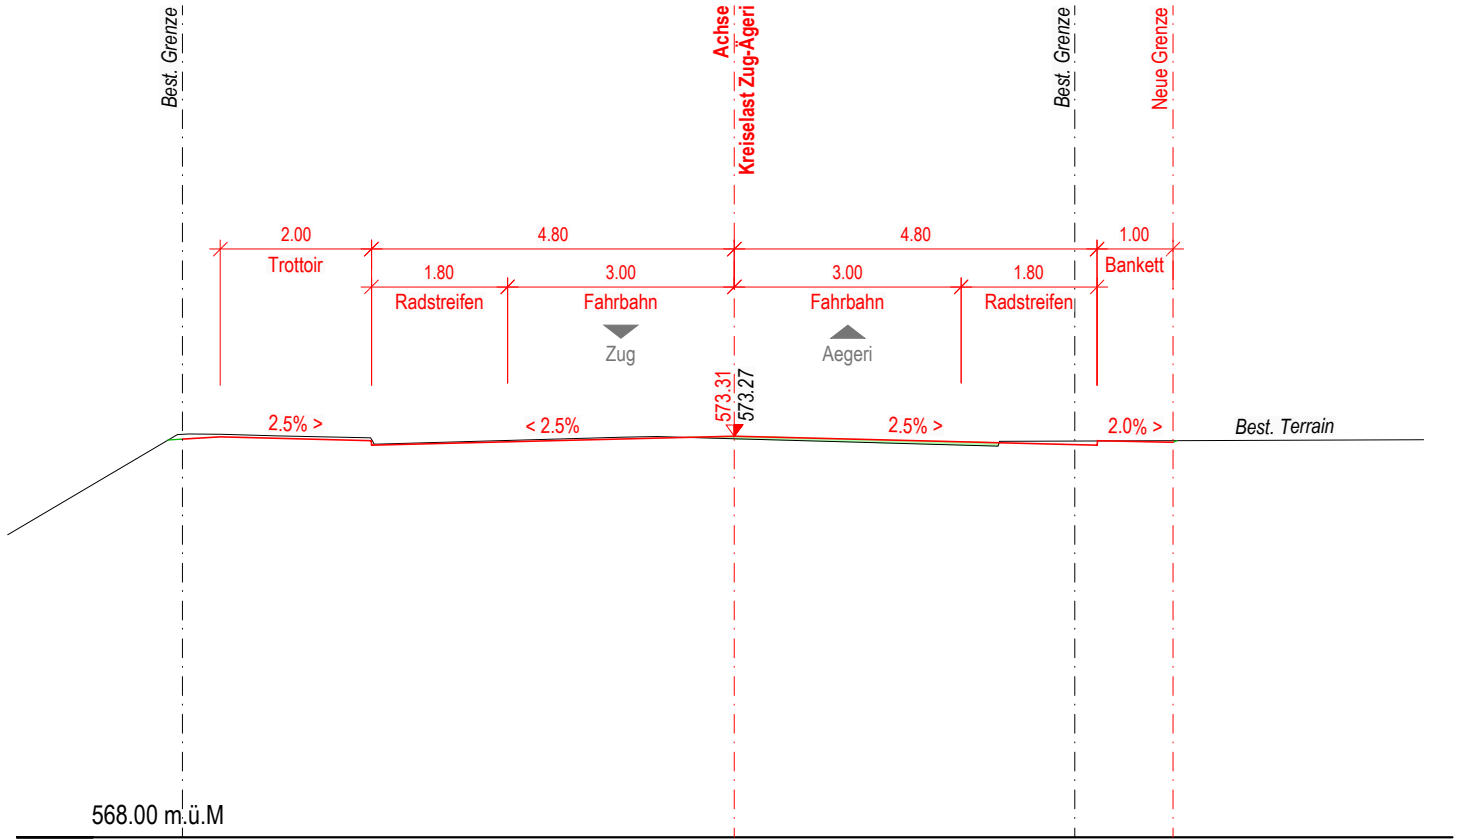 Best. Grenze
Achse
Kreiselast Zug-Ägeri
Best. Grenze
Neue Grenze
2.00
4.80
4.80
1.00
Trottoir
Bankett
1.80
3.00
3.00
1.80
Radstreifen
Fahrbahn
Fahrbahn
Radstreifen
Zug
Aegeri
573.31
573.27
2.5% >
< 2.5%
2.5% >
2.0% >
Best. Terrain
568.00 m.ü.M